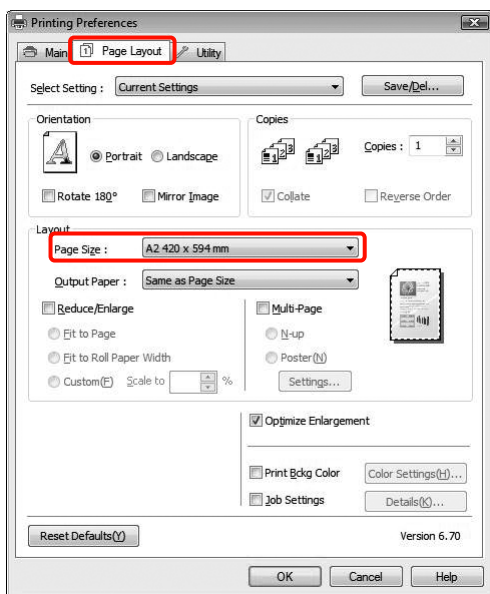 Printing Preferences
Main Page Layout Utility
Select Setting : Current Settings Save/Del...
Orientation
Portrait Landscape
Rotate 180° Mirror Image
Copies
Copies : 1
Collate Reverse Order
Layout
Page Size : A2 420 x 594 mm
Output Paper : Same as Page Size
Reduce/Enlarge
Fit to Page
Fit to Roll Paper Width
Custom(F) Scale to %
Multi-Page
N-up
Poster(N)
Settings...
Optimize Enlargement
Print Bckg Color Color Settings(H)...
Job Settings Details(K)...
Reset Defaults(Y) Version 6.70
OK Cancel Help